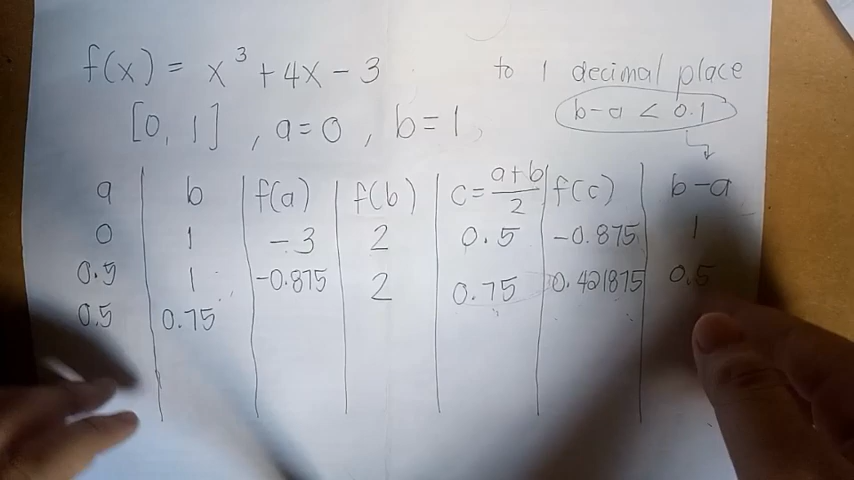 f(x) = x³ + 4x - 3 to 1 decimal place
[0, 1] , a = 0 , b = 1 , b-a < 0.1
a b f(a) f(b) c = a+b/2 f(c) b-a
0 1 -3 2 0.5 -0.875 1
0.5 1 -0.875 2 0.75 0.421875 0.5
0.5 0.75